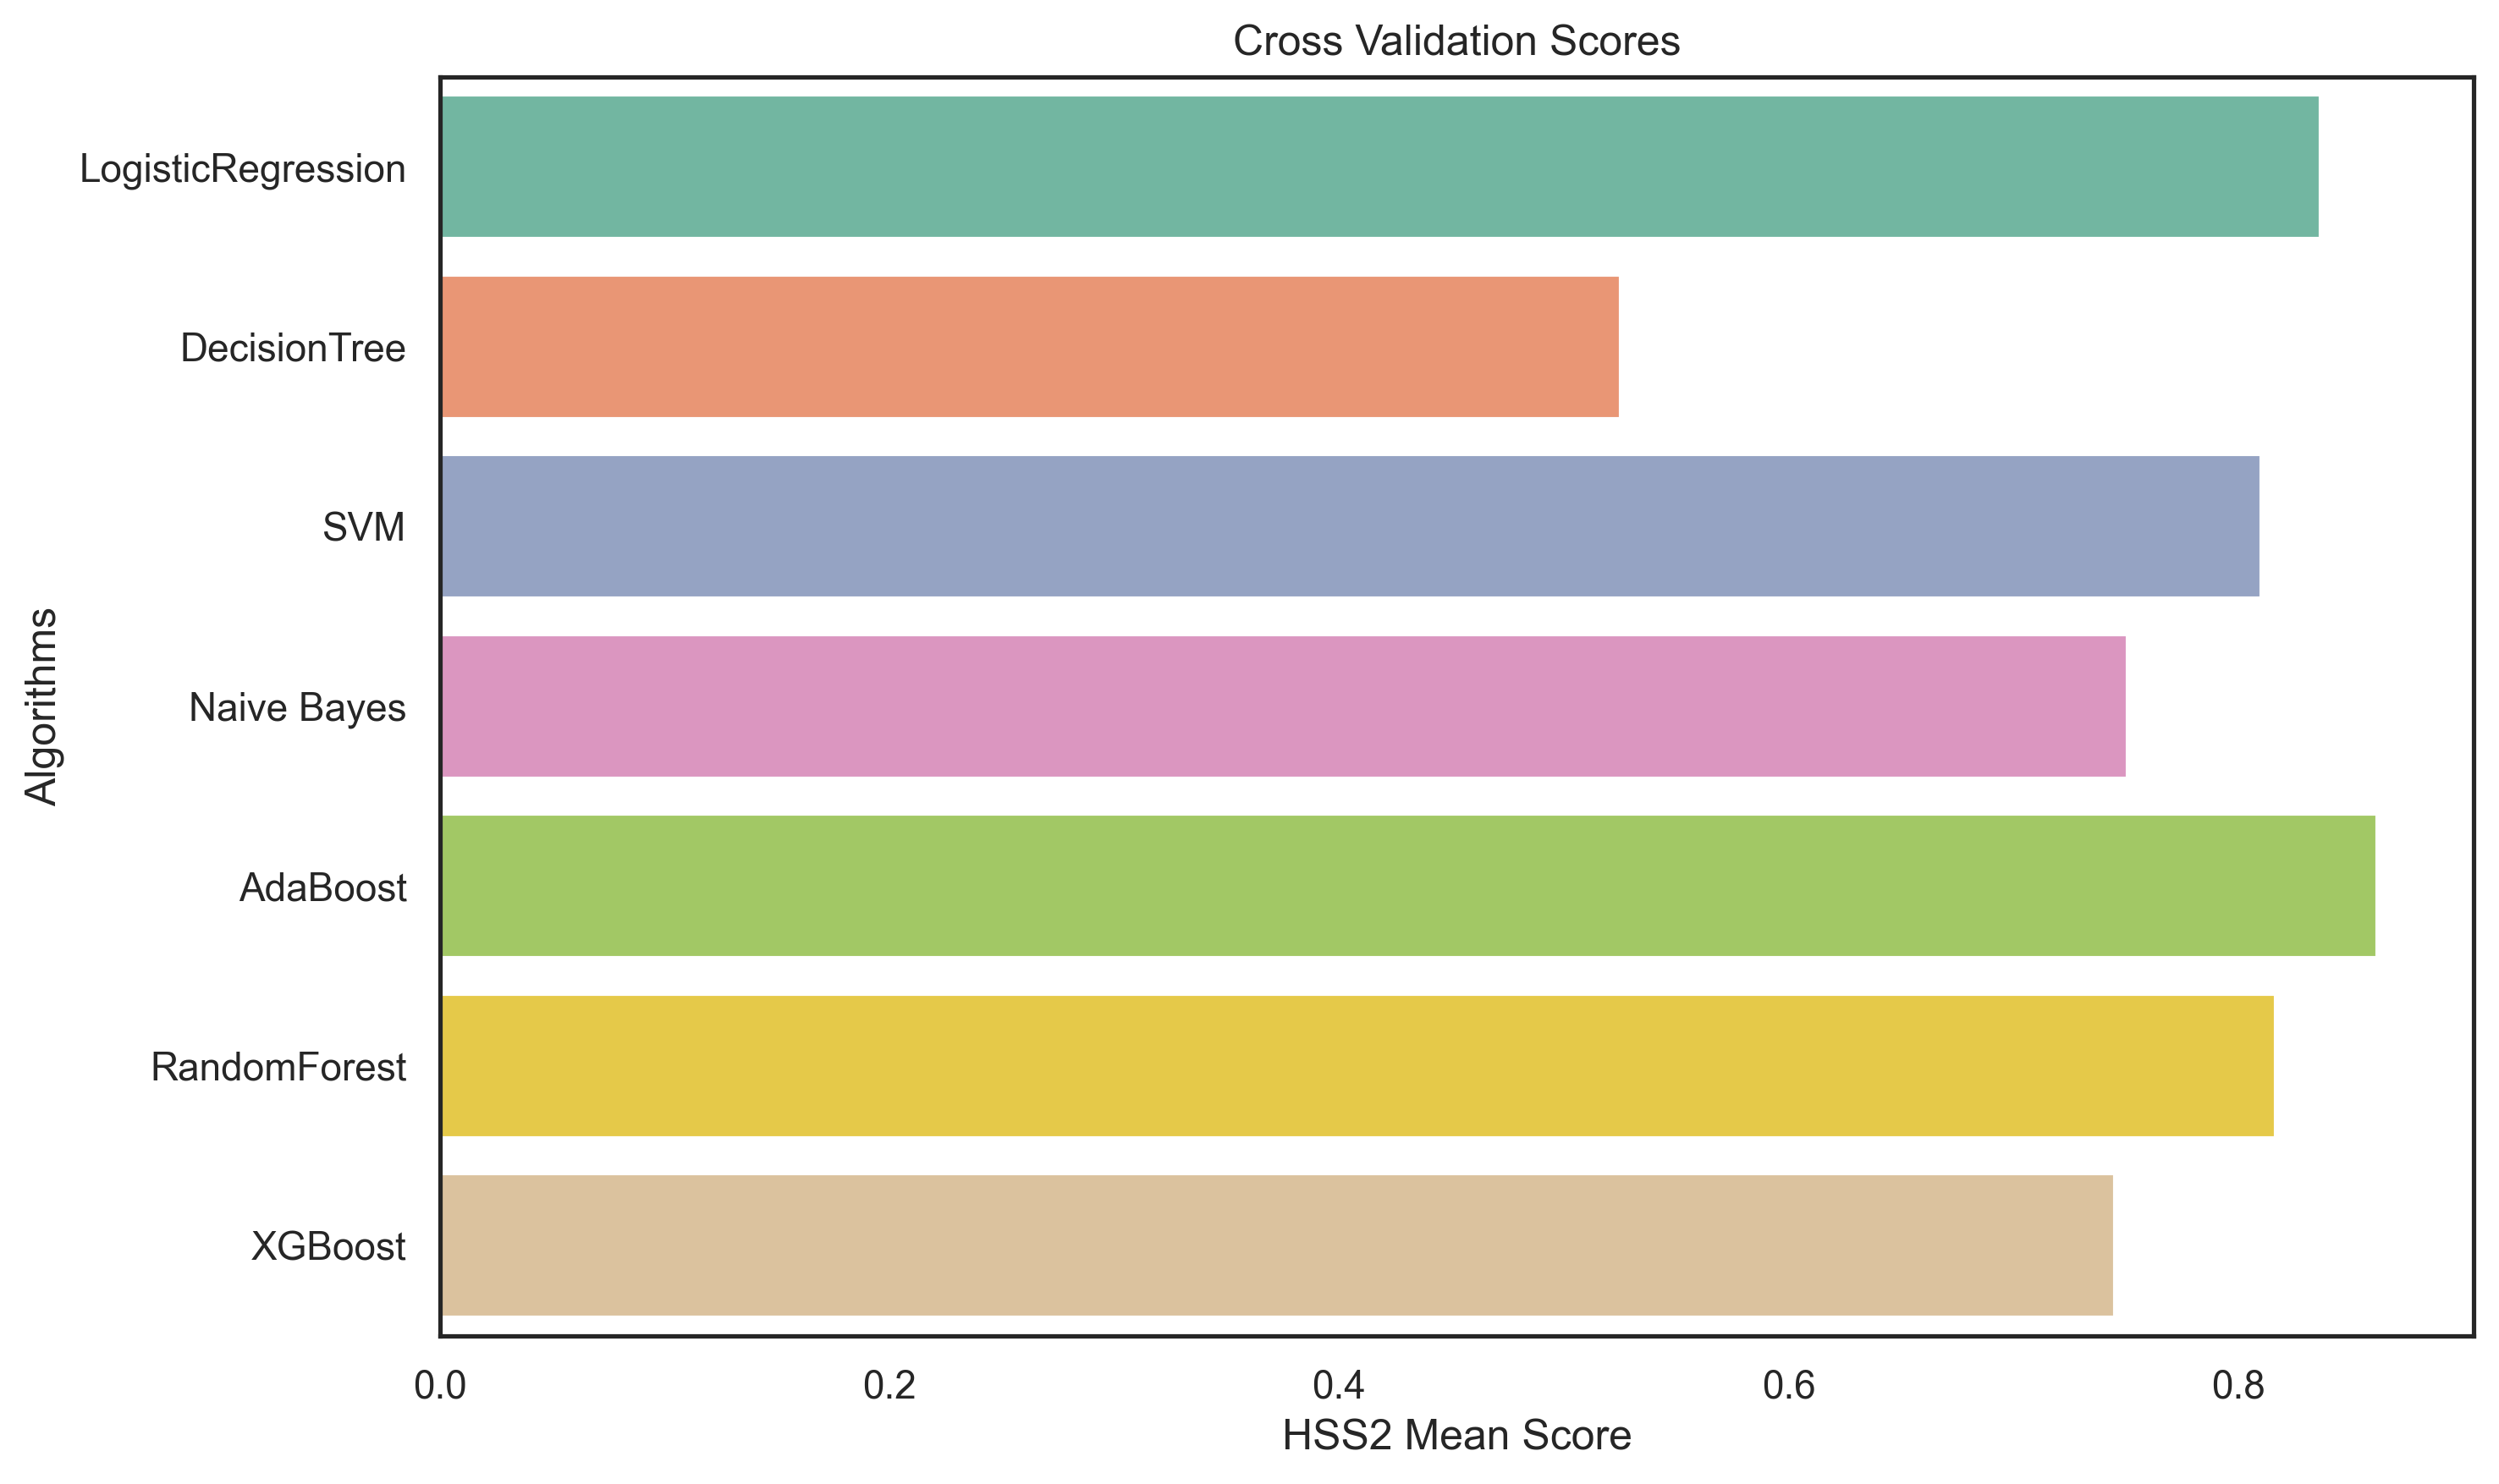 Cross Validation Scores
LogisticRegression
DecisionTree
SVM
Naive Bayes
AdaBoost
RandomForest
XGBoost
Algorithms
0.0 0.2 0.4 0.6 0.8
HSS2 Mean Score